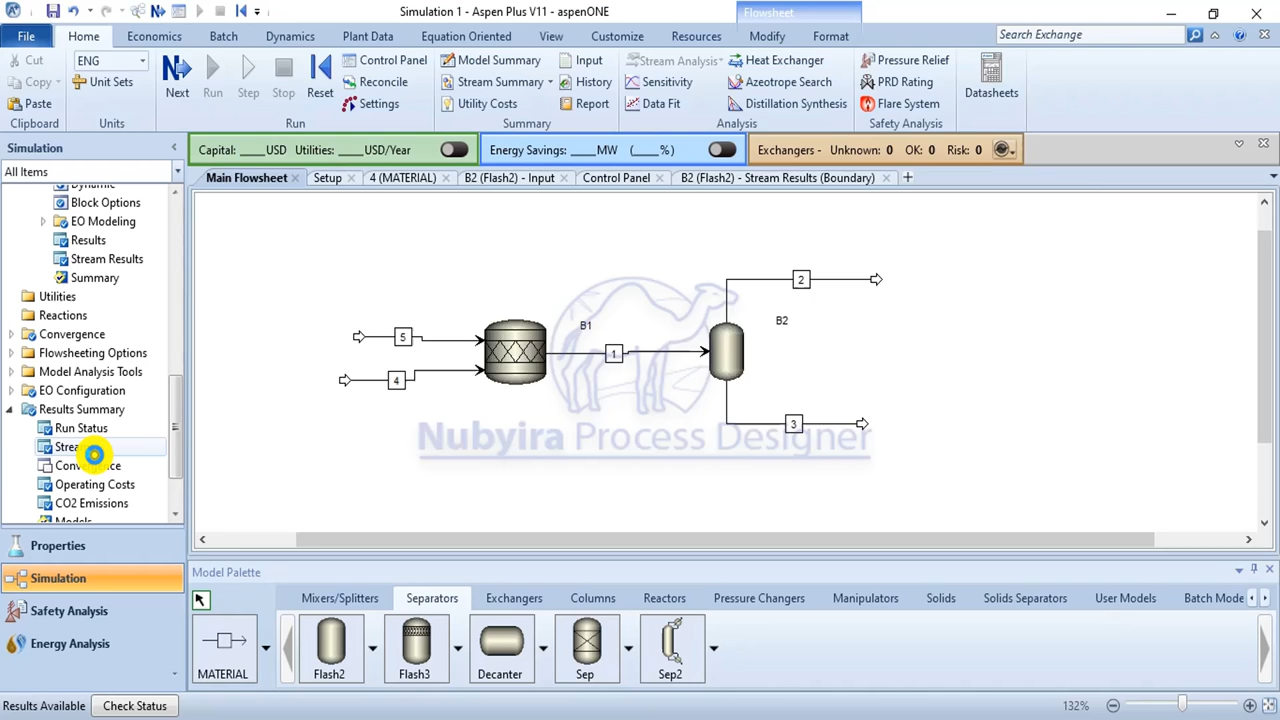 Simulation 1 - Aspen Plus V11 - aspenONE
Flowsheet
File Home Economics Batch Dynamics Plant Data Equation Oriented View Customize Resources Modify Format Search Exchange
Cut ENG Control Panel Model Summary Input Stream Analysis Heat Exchanger Pressure Relief
Copy Unit Sets Reconcile Stream Summary History Sensitivity Azeotrope Search PRD Rating
Paste Next Run Step Stop Reset Settings Utility Costs Report Data Fit Distillation Synthesis Flare System Datasheets
Clipboard Units Run Summary Analysis Safety Analysis
Simulation Capital: ____USD Utilities: ____USD/Year Energy Savings: ____MW (____%) Exchangers - Unknown: 0 OK: 0 Risk: 0
All Items Main Flowsheet Setup 4 (MATERIAL) B2 (Flash2) - Input Control Panel B2 (Flash2) - Stream Results (Boundary)
Dynamic
Block Options
EO Modeling
Results
Stream Results
Summary
Utilities
Reactions
Convergence
Flowsheeting Options
Model Analysis Tools
EO Configuration
Results Summary
Run Status
Convergence
Operating Costs
CO2 Emissions
Models
2
B1
B2
5
1
4
3
Nubyira Process Designer
Properties
Simulation
Safety Analysis
Energy Analysis
Model Palette
Mixers/Splitters Separators Exchangers Columns Reactors Pressure Changers Manipulators Solids Solids Separators User Models Batch Mode
MATERIAL Flash2 Flash3 Decanter Sep Sep2
Results Available Check Status 132%